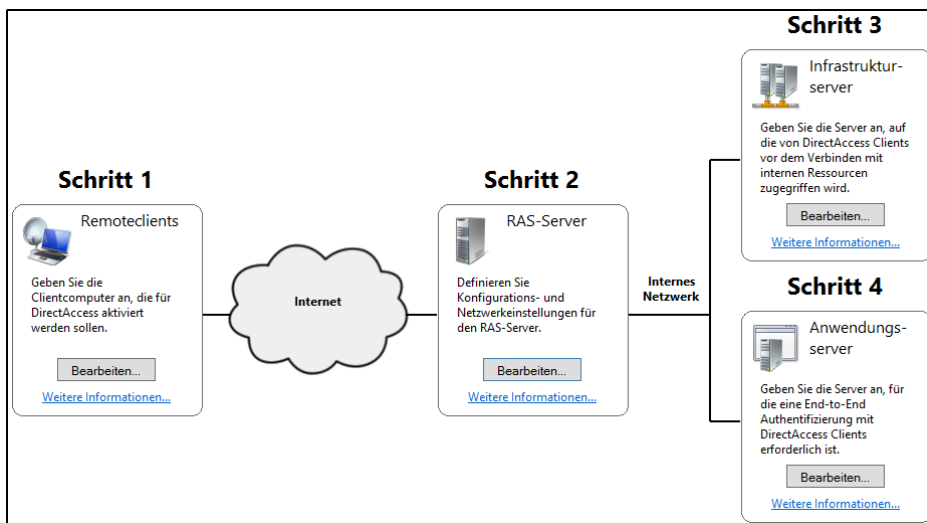 Schritt 1
Remoteclients
Geben Sie die
Clientcomputer an, die für
DirectAccess aktiviert
werden sollen.
Bearbeiten...
Weitere Informationen...
Internet
Schritt 2
RAS-Server
Definieren Sie
Konfigurations- und
Netzwerkeinstellungen für
den RAS-Server.
Bearbeiten...
Weitere Informationen...
Internes
Netzwerk
Schritt 3
Infrastruktur-
server
Geben Sie die Server an, auf
die von DirectAccess Clients
vor dem Verbinden mit
internen Ressourcen
zugegriffen wird.
Bearbeiten...
Weitere Informationen...
Schritt 4
Anwendungs-
server
Geben Sie die Server an, für
die eine End-to-End
Authentifizierung mit
DirectAccess Clients
erforderlich ist.
Bearbeiten...
Weitere Informationen...